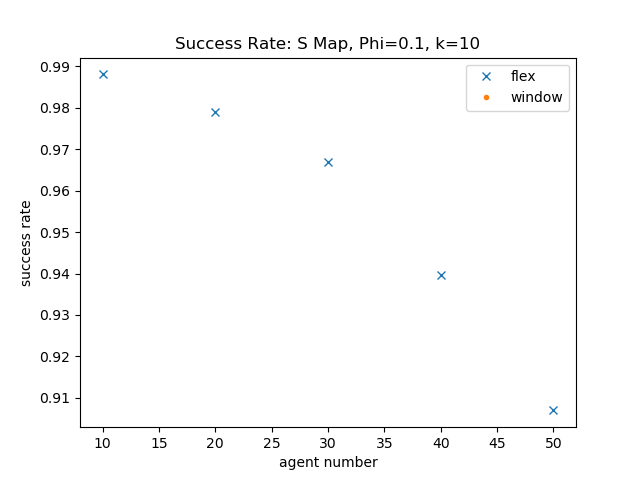 Success Rate: S Map, Phi=0.1, k=10
flex
window
success rate
0.99
0.98
0.97
0.96
0.95
0.94
0.93
0.92
0.91
10 15 20 25 30 35 40 45 50
agent number